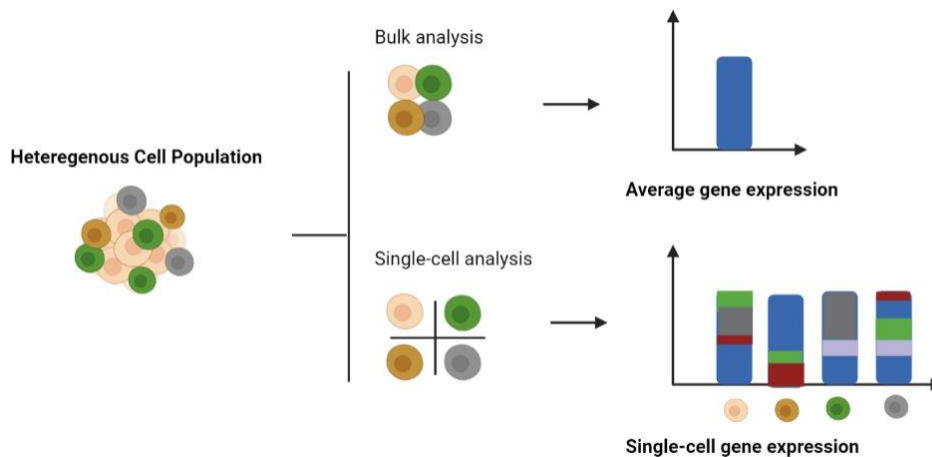 Bulk analysis
Heteregenous Cell Population
Average gene expression
Single-cell analysis
Single-cell gene expression